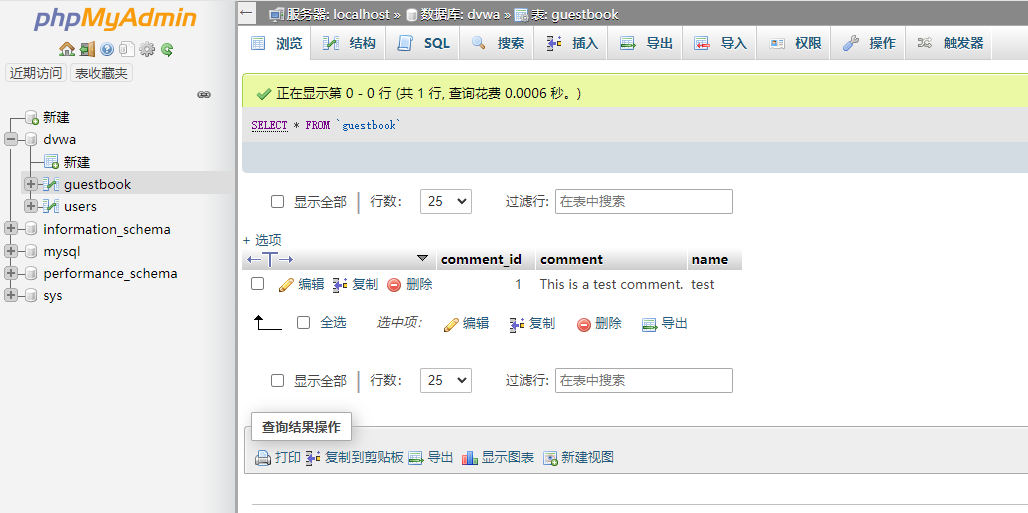 phpMyAdmin
近期访问 表收藏夹
新建
dvwa
新建
guestbook
users
information_schema
mysql
performance_schema
sys
服务器: localhost » 数据库: dvwa » 表: guestbook
浏览 结构 SQL 搜索 插入 导出 导入 权限 操作 触发器
正在显示第 0 - 0 行 (共 1 行, 查询花费 0.0006 秒。)
SELECT * FROM `guestbook`
显示全部 行数： 25 过滤行: 在表中搜索
+ 选项
comment_id comment name
编辑 复制 删除 1 This is a test comment. test
全选 选中项： 编辑 复制 删除 导出
显示全部 行数： 25 过滤行: 在表中搜索
查询结果操作
打印 复制到剪贴板 导出 显示图表 新建视图